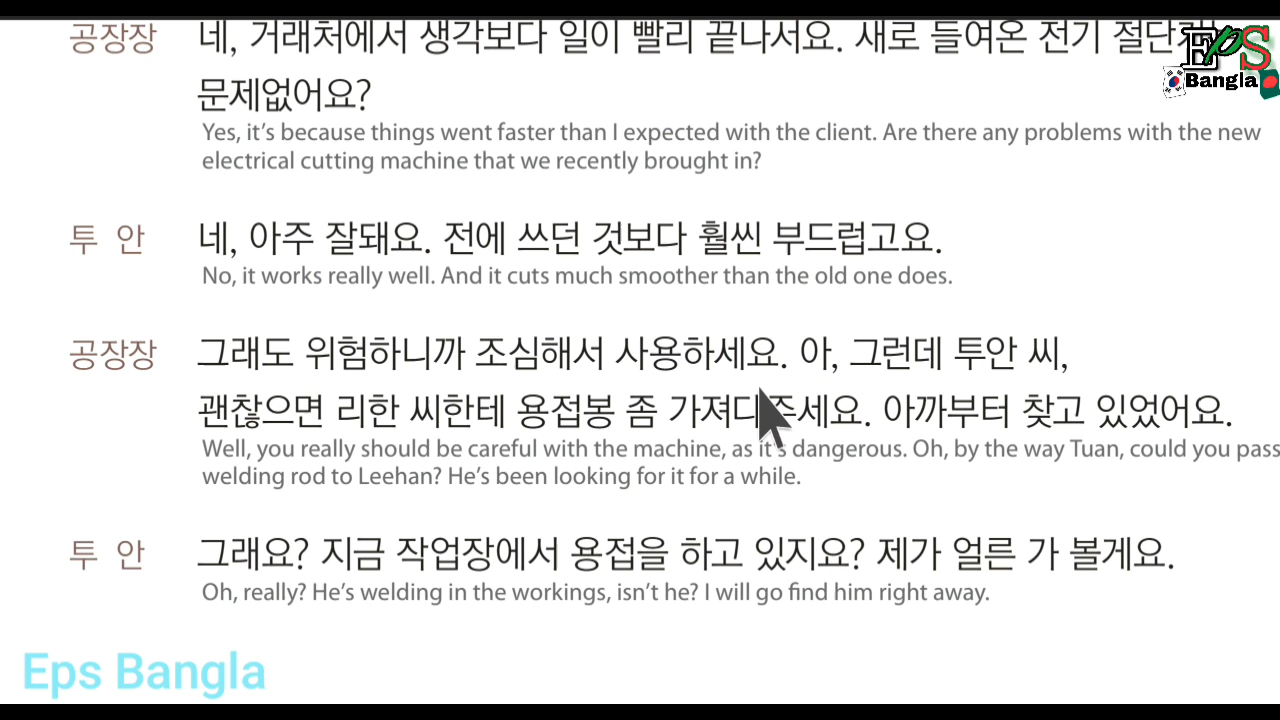 공장장 네, 거래처에서 생각보다 일이 빨리 끝나서요. 새로 들여온 전기
EPS
Bangla
문제없어요?
Yes, it's because things went faster than I expected with the client. Are there any problems with the new
electrical cutting machine that we recently brought in?
투 안 네, 아주 잘돼요. 전에 쓰던 것보다 훨씬 부드럽고요.
No, it works really well. And it cuts much smoother than the old one does.
공장장 그래도 위험하니까 조심해서 사용하세요. 아, 그런데 투안 씨,
괜찮으면 리한 씨한테 용접봉 좀 가져다주세요. 아까부터 찾고 있었어요.
Well, you really should be careful with the machine, as it's dangerous. Oh, by the way Tuan, could you pass
welding rod to Leehan? He's been looking for it for a while.
투 안 그래요? 지금 작업장에서 용접을 하고 있지요? 제가 얼른 가 볼게요.
Oh, really? He's welding in the workings, isn't he? I will go find him right away.
Eps Bangla